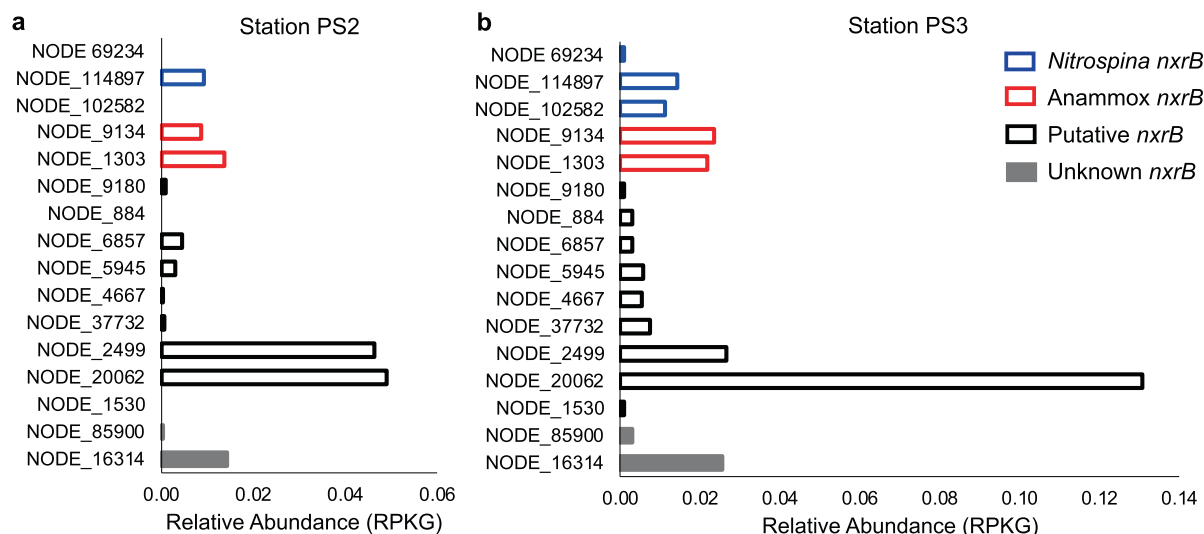 a
Station PS2
NODE 69234
NODE_114897
NODE_102582
NODE_9134
NODE_1303
NODE_9180
NODE_884
NODE_6857
NODE_5945
NODE_4667
NODE_37732
NODE_2499
NODE_20062
NODE_1530
NODE_85900
NODE_16314
0.00 0.02 0.04 0.06
Relative Abundance (RPKG)
b
Station PS3
NODE 69234
NODE_114897
NODE_102582
NODE_9134
NODE_1303
NODE_9180
NODE_884
NODE_6857
NODE_5945
NODE_4667
NODE_37732
NODE_2499
NODE_20062
NODE_1530
NODE_85900
NODE_16314
0.00 0.02 0.04 0.06 0.08 0.10 0.12 0.14
Relative Abundance (RPKG)
Nitrospina nxrB
Anammox nxrB
Putative nxrB
Unknown nxrB